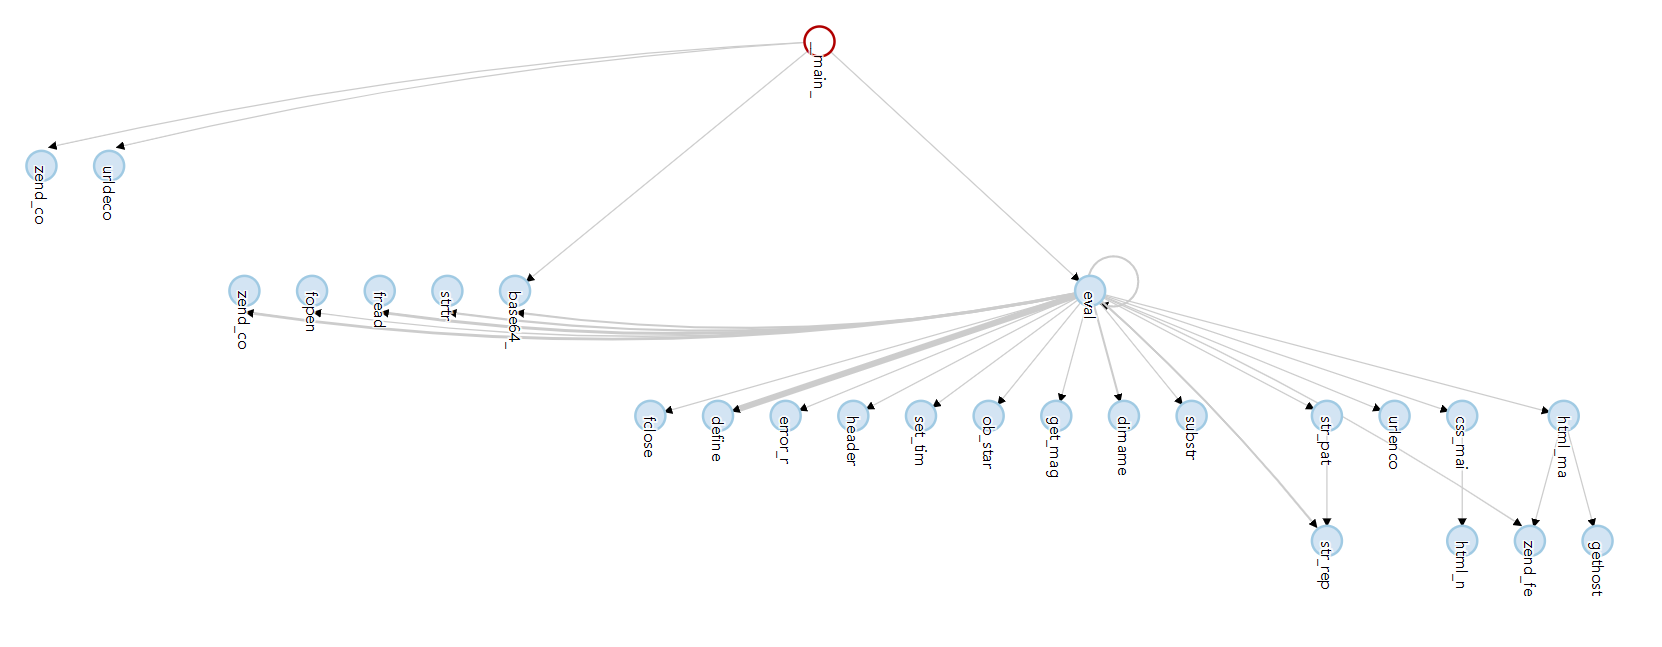 __main_
_
zend_co
urldeco
zend_co
fopen
fread
strtr
base64_
eval
fclose
define
error_r
header
set_tim
ob_star
get_mag
dirname
substr
str_pat
urlenco
css_mai
html_ma
str_rep
html_n
zend_fe
gethost